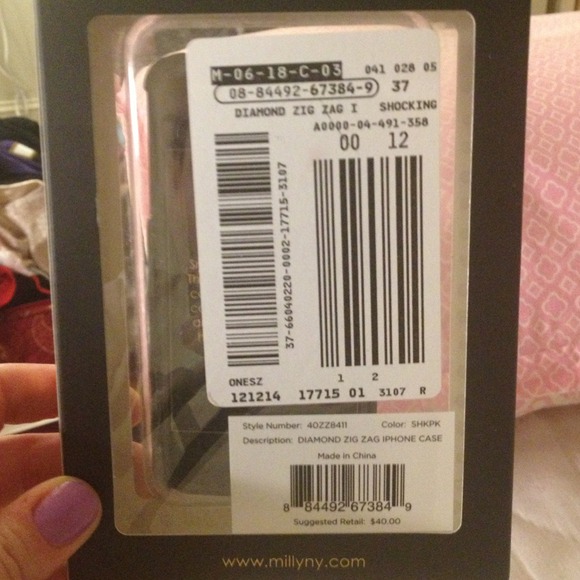 M-06-18-C-03 041 028 05
08-84492-67384-9 37
DIAMOND ZIG ZAG I SHOCKING
A0000-04-491-358
00 12
37-66040220-0002-17715-3107
1 2
ONESZ
121214 17715 01 3107 R
Style Number: 40ZZ8411 Color: SHKPK
Description: DIAMOND ZIG ZAG IPHONE CASE
Made in China
8 84492 67384 9
Suggested Retail: $40.00
www.millyny.com